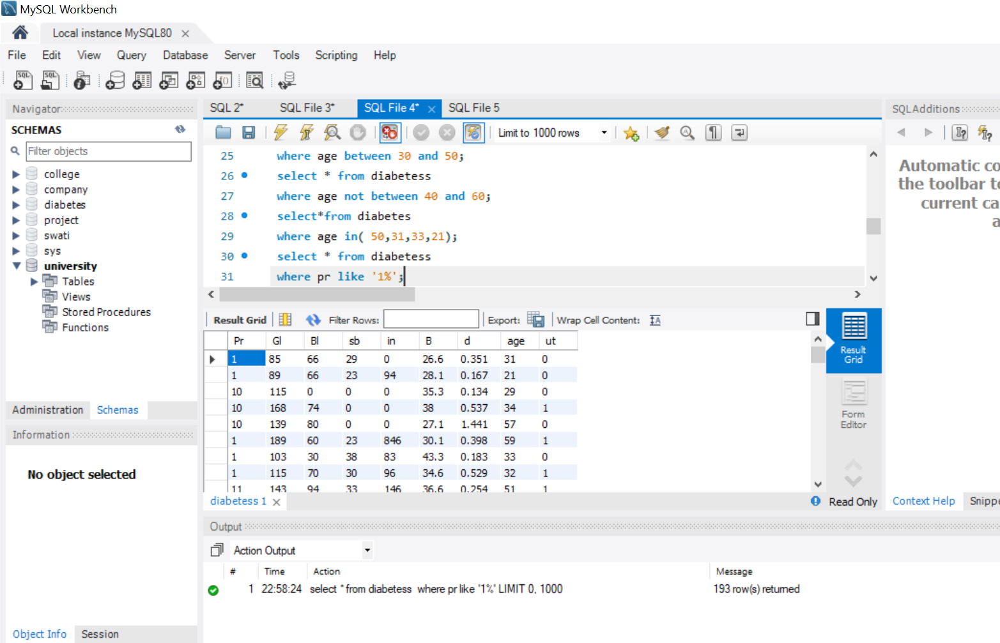 MySQL Workbench
Local instance MySQL80
File Edit View Query Database Server Tools Scripting Help
Navigator
SCHEMAS
Filter objects
college
company
diabetes
project
swati
sys
university
Tables
Views
Stored Procedures
Functions
Administration Schemas
Information
No object selected
Object Info Session
SQL 2* SQL File 3* SQL File 4* SQL File 5
Limit to 1000 rows
25 where age between 30 and 50;
26 select * from diabetess
27 where age not between 40 and 60;
28 select*from diabetes
29 where age in( 50,31,33,21);
30 select * from diabetess
31 where pr like '1%';
Result Grid Filter Rows: Export: Wrap Cell Content:
Pr Gl Bl sb in B d age ut
1 85 66 29 0 26.6 0.351 31 0
1 89 66 23 94 28.1 0.167 21 0
10 115 0 0 0 35.3 0.134 29 0
10 168 74 0 0 38 0.537 34 1
10 139 80 0 0 27.1 1.441 57 0
1 189 60 23 846 30.1 0.398 59 1
1 103 30 38 83 43.3 0.183 33 0
1 115 70 30 96 34.6 0.529 32 1
11 143 94 33 146 36.6 0.254 51 1
Result
Grid
Form
Editor
diabetess 1
Read Only
Output
Action Output
# Time Action Message
1 22:58:24 select * from diabetess where pr like '1%' LIMIT 0, 1000 193 row(s) returned
SQLAdditions
Automatic co
the toolbar to
current ca
a
Context Help Snippe